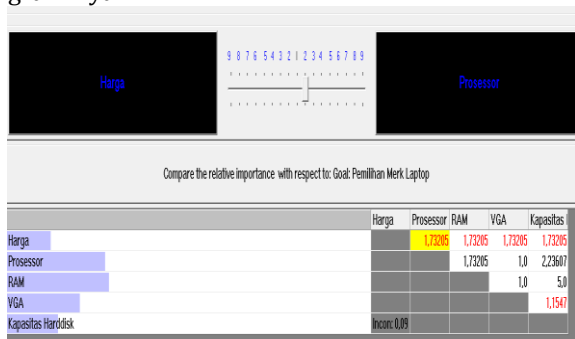 9 8 7 6 5 4 3 2 1 2 3 4 5 6 7 8 9
Harga Prosessor
Compare the relative importance with respect to: Goal: Pemilihan Merk Laptop
Harga Prosessor RAM VGA Kapasitas
Harga 1,73205 1,73205 1,73205 1,73205
Prosessor 1,73205 1,0 2,23607
RAM 1,0 5,0
VGA 1,1547
Kapasitas Harddisk Incon: 0,09